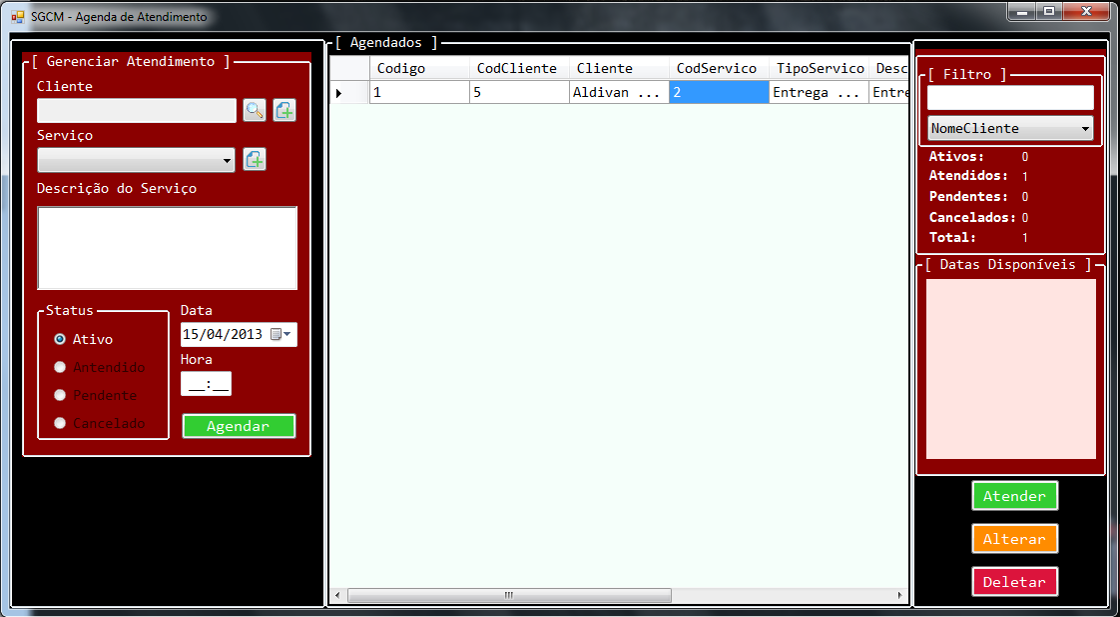 SGCM - Agenda de Atendimento
[ Gerenciar Atendimento ]
Cliente
Serviço
Descrição do Serviço
Status
Ativo
Antendido
Pendente
Cancelado
Data
15/04/2013
Hora
__:__
Agendar
[ Agendados ]
Codigo CodCliente Cliente CodServico TipoServico Desc
1 5 Aldivan ... 2 Entrega ... Entre
[ Filtro ]
NomeCliente
Ativos: 0
Atendidos: 1
Pendentes: 0
Cancelados: 0
Total: 1
[ Datas Disponíveis ]
Atender
Alterar
Deletar